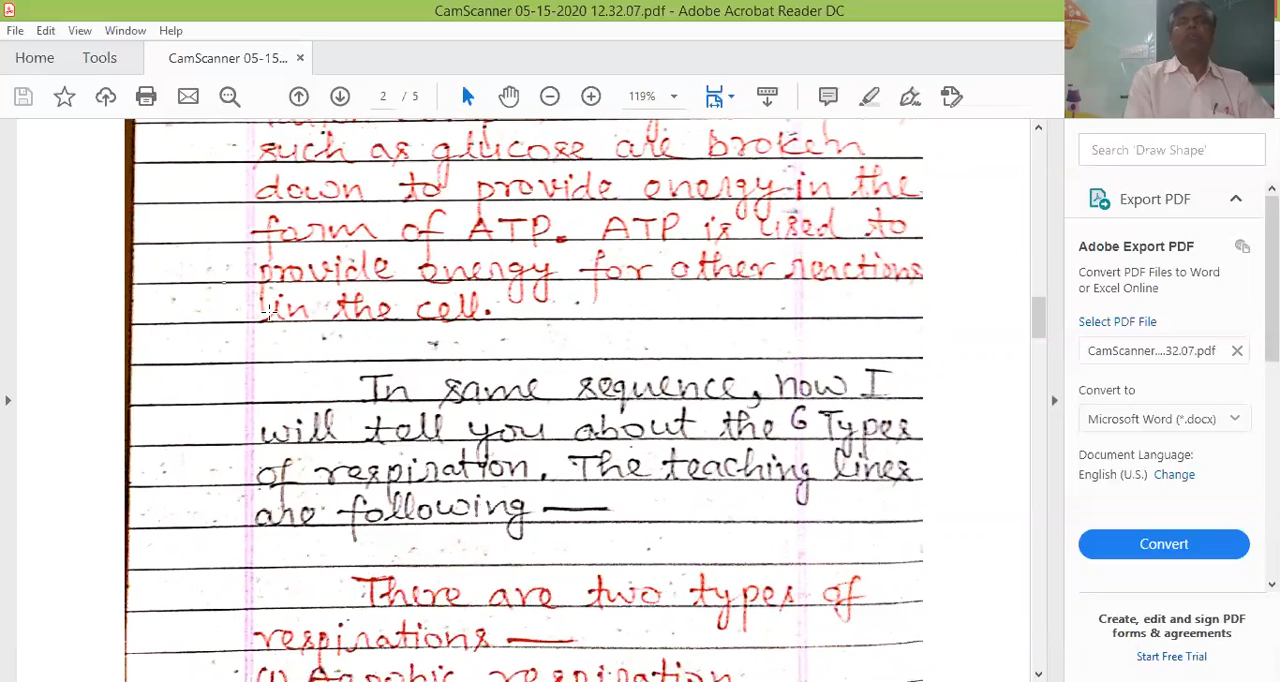 CamScanner 05-15-2020 12.32.07.pdf - Adobe Acrobat Reader DC
File Edit View Window Help
Home Tools CamScanner 05-15... ×
2 / 5 119%
such as glucose are broken
down to provide energy in the
form of ATP. ATP is used to
provide energy for other reactions
in the cell.
In same sequence, now I
will tell you about the 6 Types
of respiration. The teaching lines
are following —
There are two types of
respirations —
(1) Aerobic respiration
Search 'Draw Shape'
Export PDF
Adobe Export PDF
Convert PDF Files to Word
or Excel Online
Select PDF File
CamScanner....32.07.pdf
Convert to
Microsoft Word (*.docx)
Document Language:
English (U.S.) Change
Convert
Create, edit and sign PDF
forms & agreements
Start Free Trial